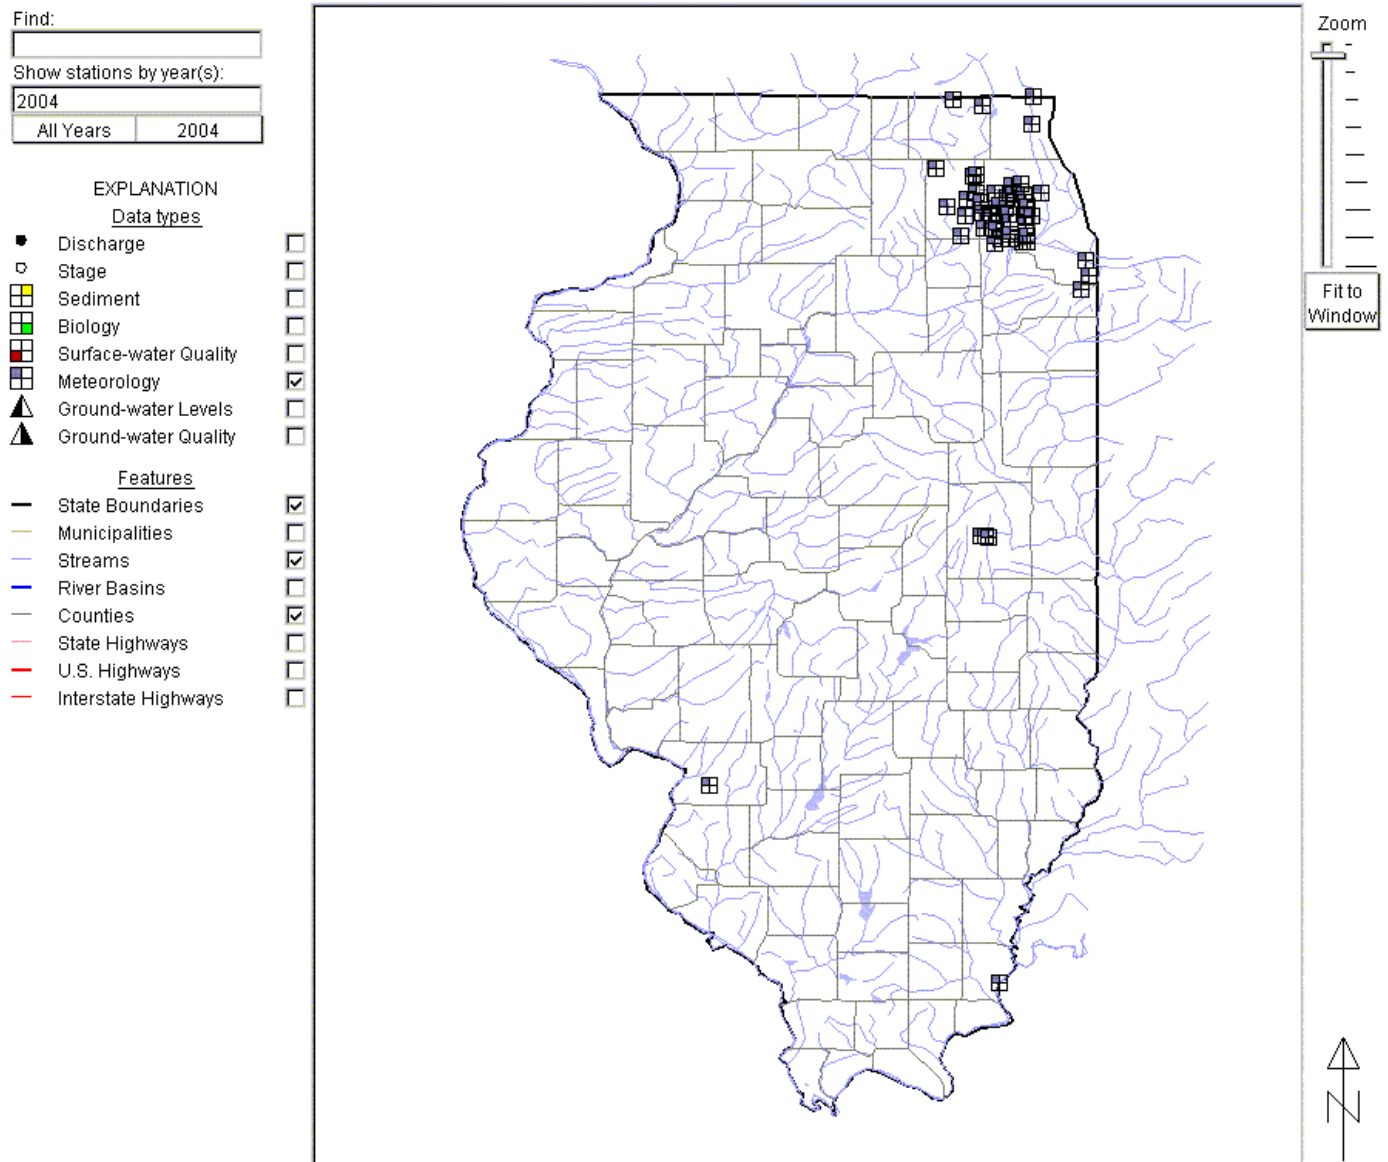 Find:
Show stations by year(s):
2004
All Years 2004
EXPLANATION
Data types
Discharge
Stage
Sediment
Biology
Surface-water Quality
Meteorology
Ground-water Levels
Ground-water Quality
Features
State Boundaries
Municipalities
Streams
River Basins
Counties
State Highways
U.S. Highways
Interstate Highways
Zoom
Fit to
Window
N